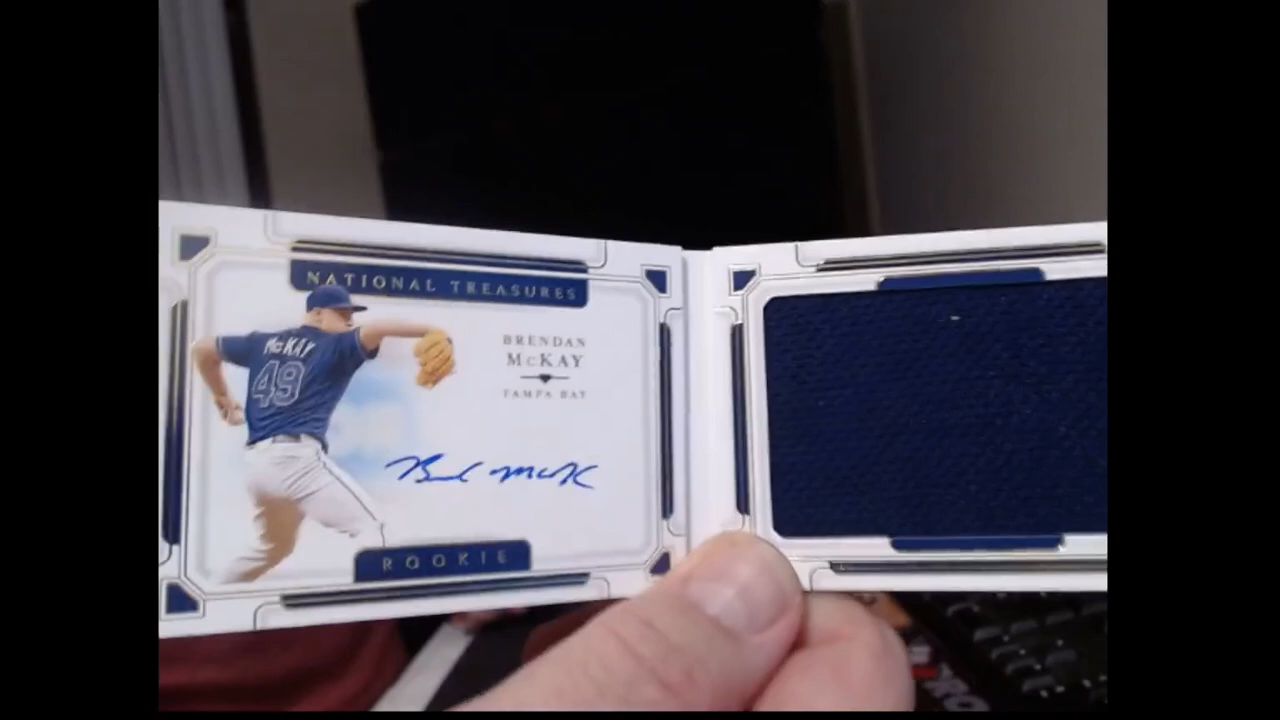 NATIONAL TREASURES
BRENDAN
McKAY
TAMPA BAY
McKAY
49
ROOKIE